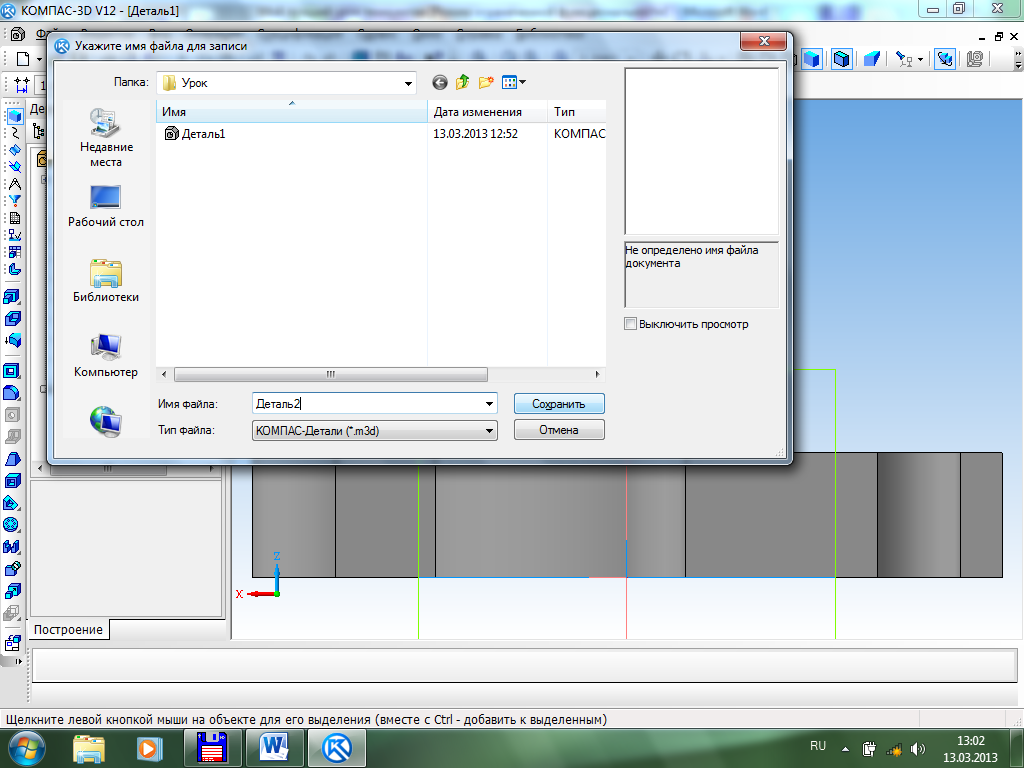 КОМПАС-3D V12 - [Деталь1]
Укажите имя файла для записи
Папка:
Урок
Имя
Дата изменения
Тип
Деталь1
13.03.2013 12:52
КОМПАС
Недавние
места
Рабочий стол
Библиотеки
Компьютер
Не определено имя файла
документа
Выключить просмотр
Имя файла:
Деталь2
Сохранить
Тип файла:
КОМПАС-Детали (*.m3d)
Отмена
Z
X
Построение
Щелкните левой кнопкой мыши на объекте для его выделения (вместе с Ctrl - добавить к выделенным)
RU
13:02
13.03.2013